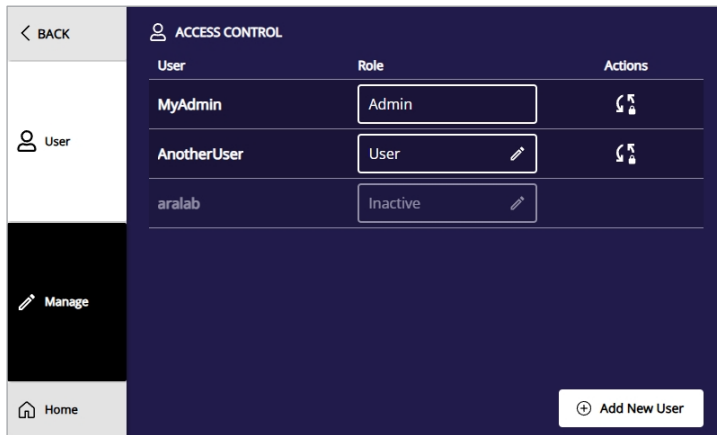 BACK
ACCESS CONTROL
User Role Actions
MyAdmin Admin
User
AnotherUser User
aralab Inactive
Manage
Home
Add New User